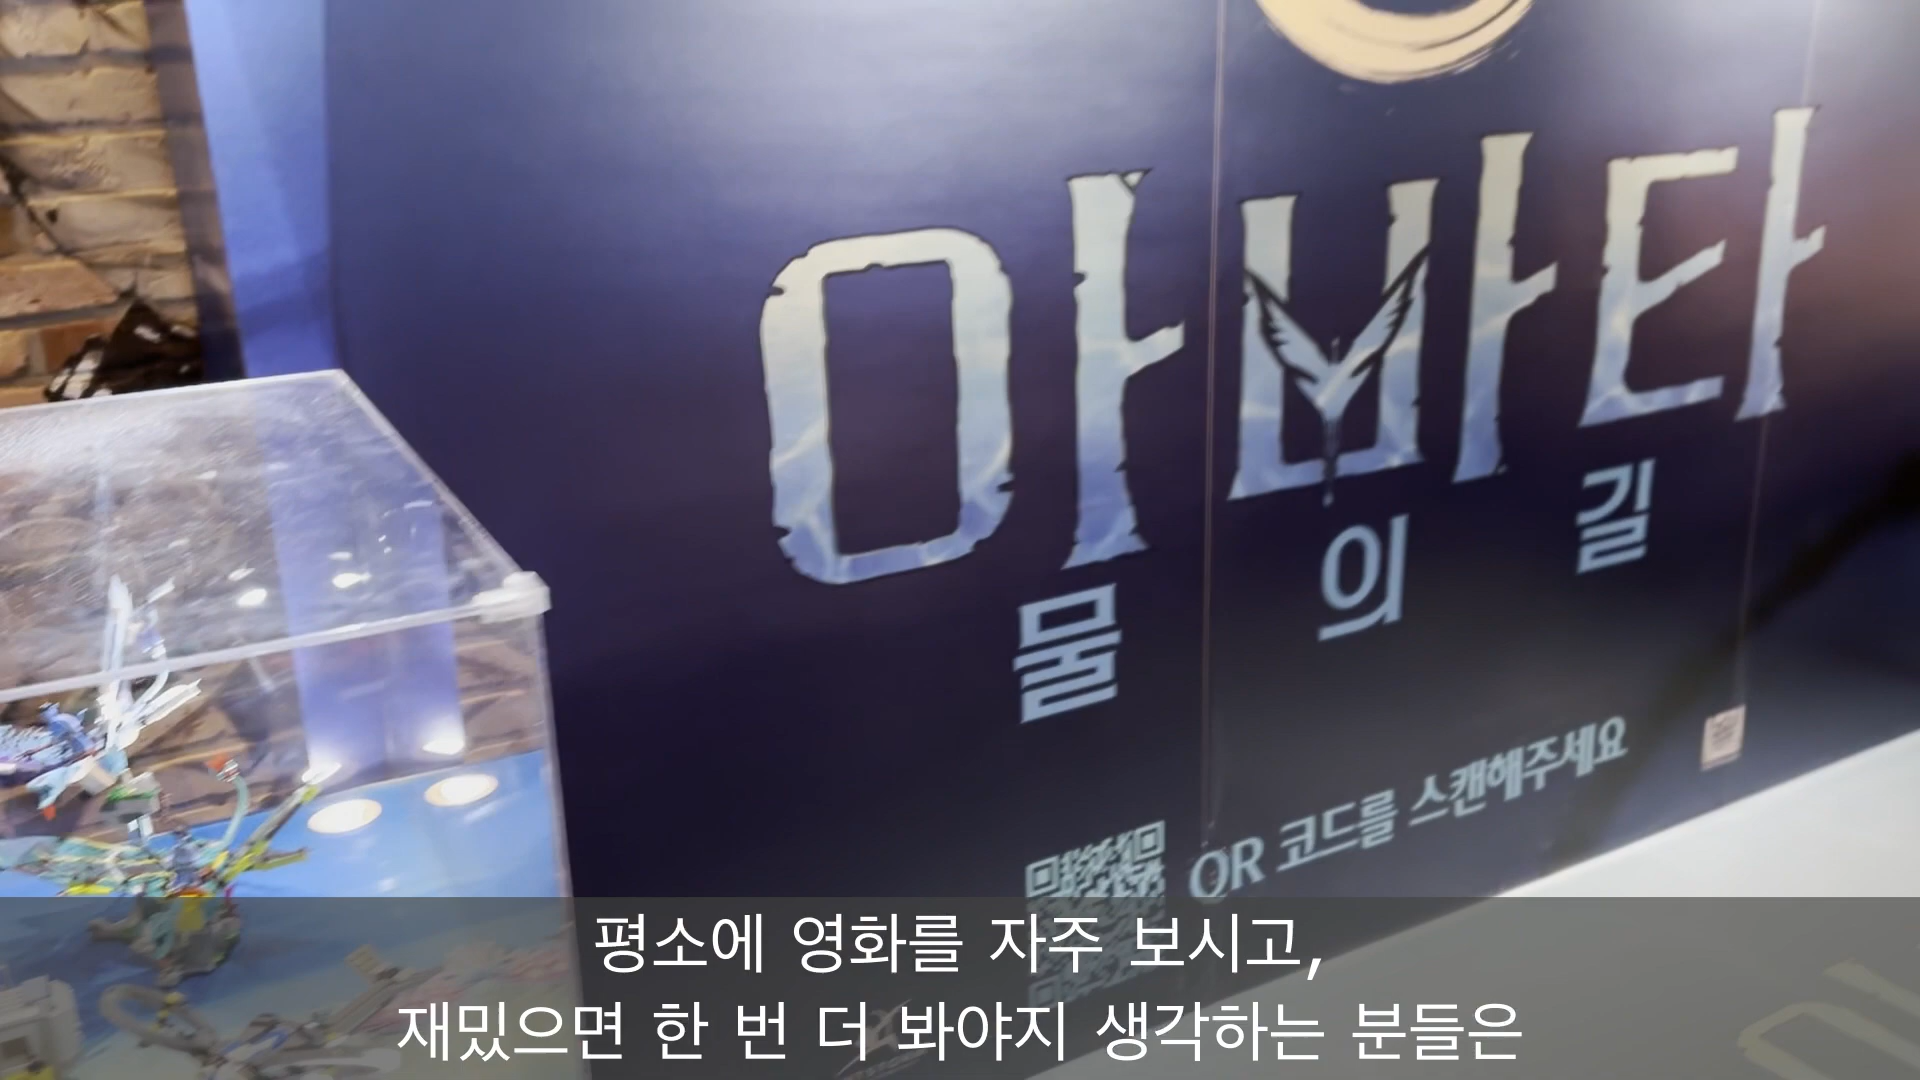 아바타
물의 길
QR 코드를 스캔해주세요
평소에 영화를 자주 보시고,
재밌으면 한 번 더 봐야지 생각하는 분들은